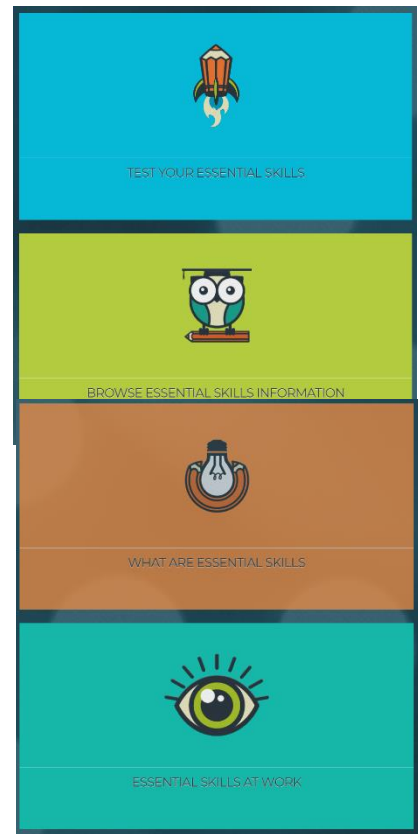 TEST YOUR ESSENTIAL SKILLS
BROWSE ESSENTIAL SKILLS INFORMATION
WHAT ARE ESSENTIAL SKILLS
ESSENTIAL SKILLS AT WORK